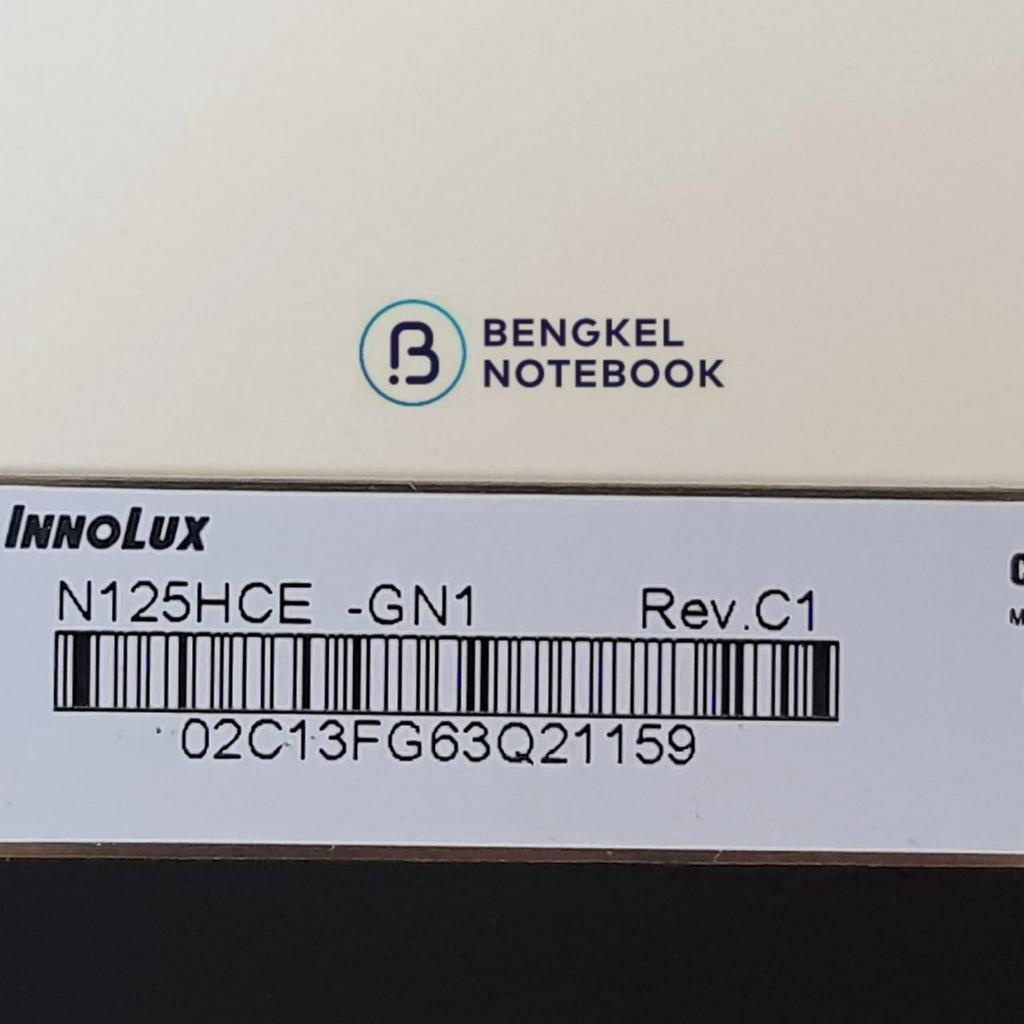 BENGKEL
NOTEBOOK
INNOLUX
N125HCE -GN1 Rev.C1
02C13FG63Q21159